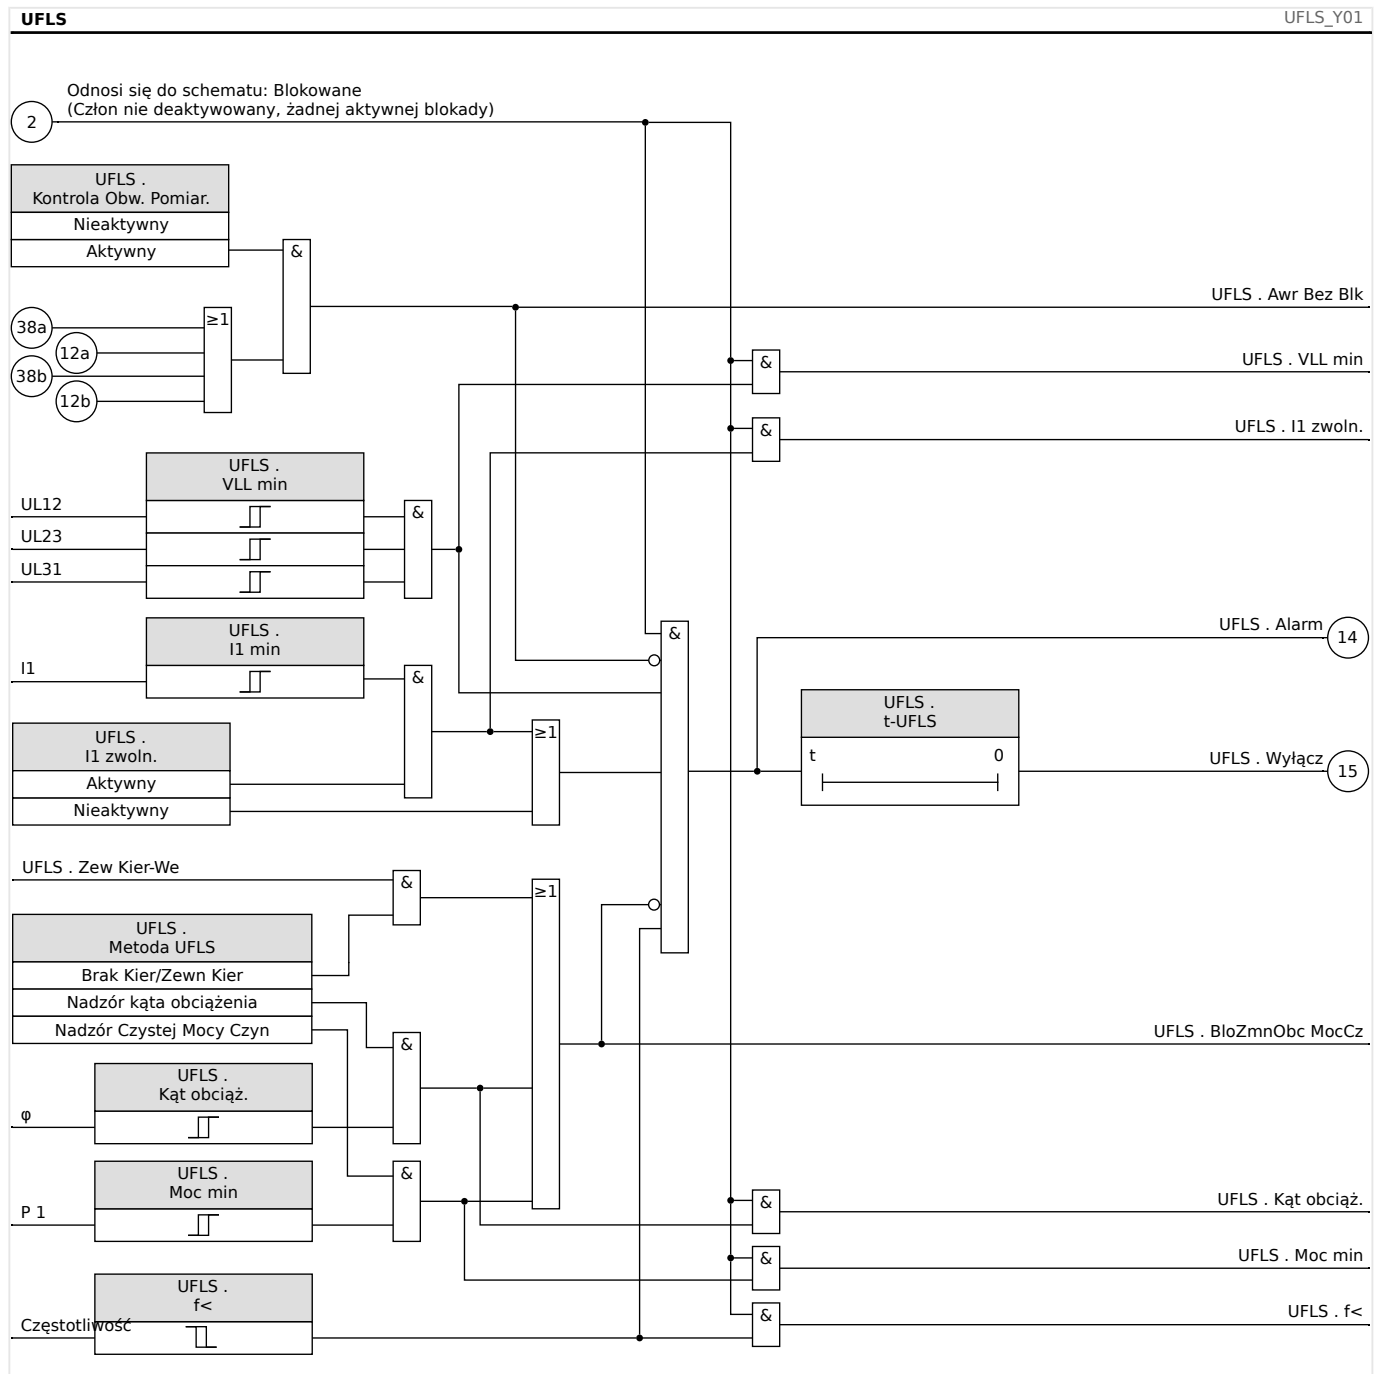 UFLS
UFLS_Y01
Odnosi się do schematu: Blokowane
(Człon nie deaktywowany, żadnej aktywnej blokady)
2
UFLS .
Kontrola Obw. Pomiar.
Nieaktywny
Aktywny
&
UFLS . Awr Bez Blk
38a
≥1
12a
38b
12b
&
UFLS . VLL min
&
UFLS . I1 zwoln.
UFLS .
VLL min
UL12
&
UL23
UL31
UFLS .
I1 min
I1
&
&
UFLS . Alarm
14
UFLS .
t-UFLS
t
0
UFLS . Wyłącz
15
UFLS .
I1 zwoln.
≥1
Aktywny
Nieaktywny
UFLS . Zew Kier-We
&
≥1
UFLS .
Metoda UFLS
Brak Kier/Zewn Kier
Nadzór kąta obciążenia
Nadzór Czystej Mocy Czyn
&
UFLS . BloZmnObc MocCz
UFLS .
Kąt obciąż.
φ
UFLS .
Moc min
&
P 1
&
UFLS . Kąt obciąż.
&
UFLS . Moc min
UFLS .
f<
Częstotliwość
&
UFLS . f<